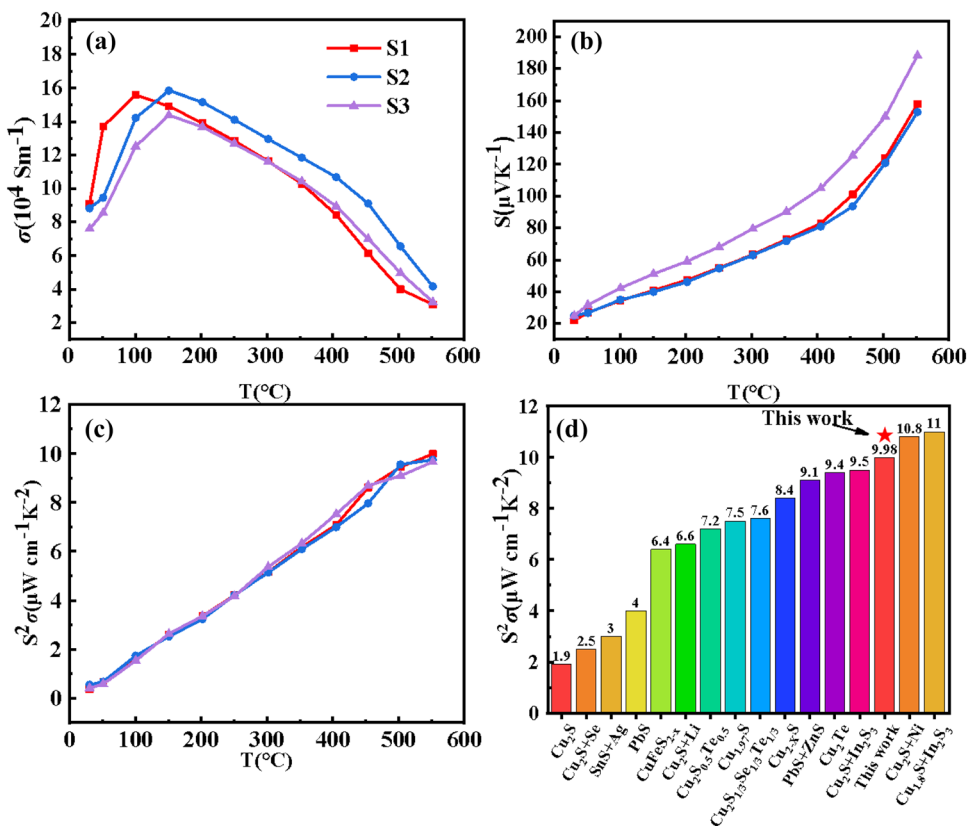 (a)
S1
S2
S3
20
18
16
14
12
10
8
6
4
2
σ(10⁴ Sm⁻¹)
0 100 200 300 400 500 600
T(°C)
(b)
200
180
160
140
120
100
80
60
40
20
S(µVK⁻¹)
0 100 200 300 400 500 600
T(°C)
(c)
12
10
8
6
4
2
0
S²σ(µW cm⁻¹K⁻²)
0 100 200 300 400 500 600
T(°C)
(d)
This work
12
10
8
6
4
2
0
S²σ(µW cm⁻¹K⁻²)
1.9 2.5 3 4 6.4 6.6 7.2 7.5 7.6 8.4 9.1 9.4 9.5 9.98 10.8 11
Cu₂S
Cu₂S+Se
SnS+Ag
PbS
CuFeS₂₋ₓ
Cu₂S+Li
Cu₂S₀.₅Te₀.₅
Cu₁.₉₇S
Cu₂S₁/₃Se₁/₃Te₁/₃
Cu₂₋XS
PbS+ZnS
Cu₂Te
Cu₂S+In₂S₃
This work
Cu₂S+Ni
Cu₁.₈S+In₂S₃